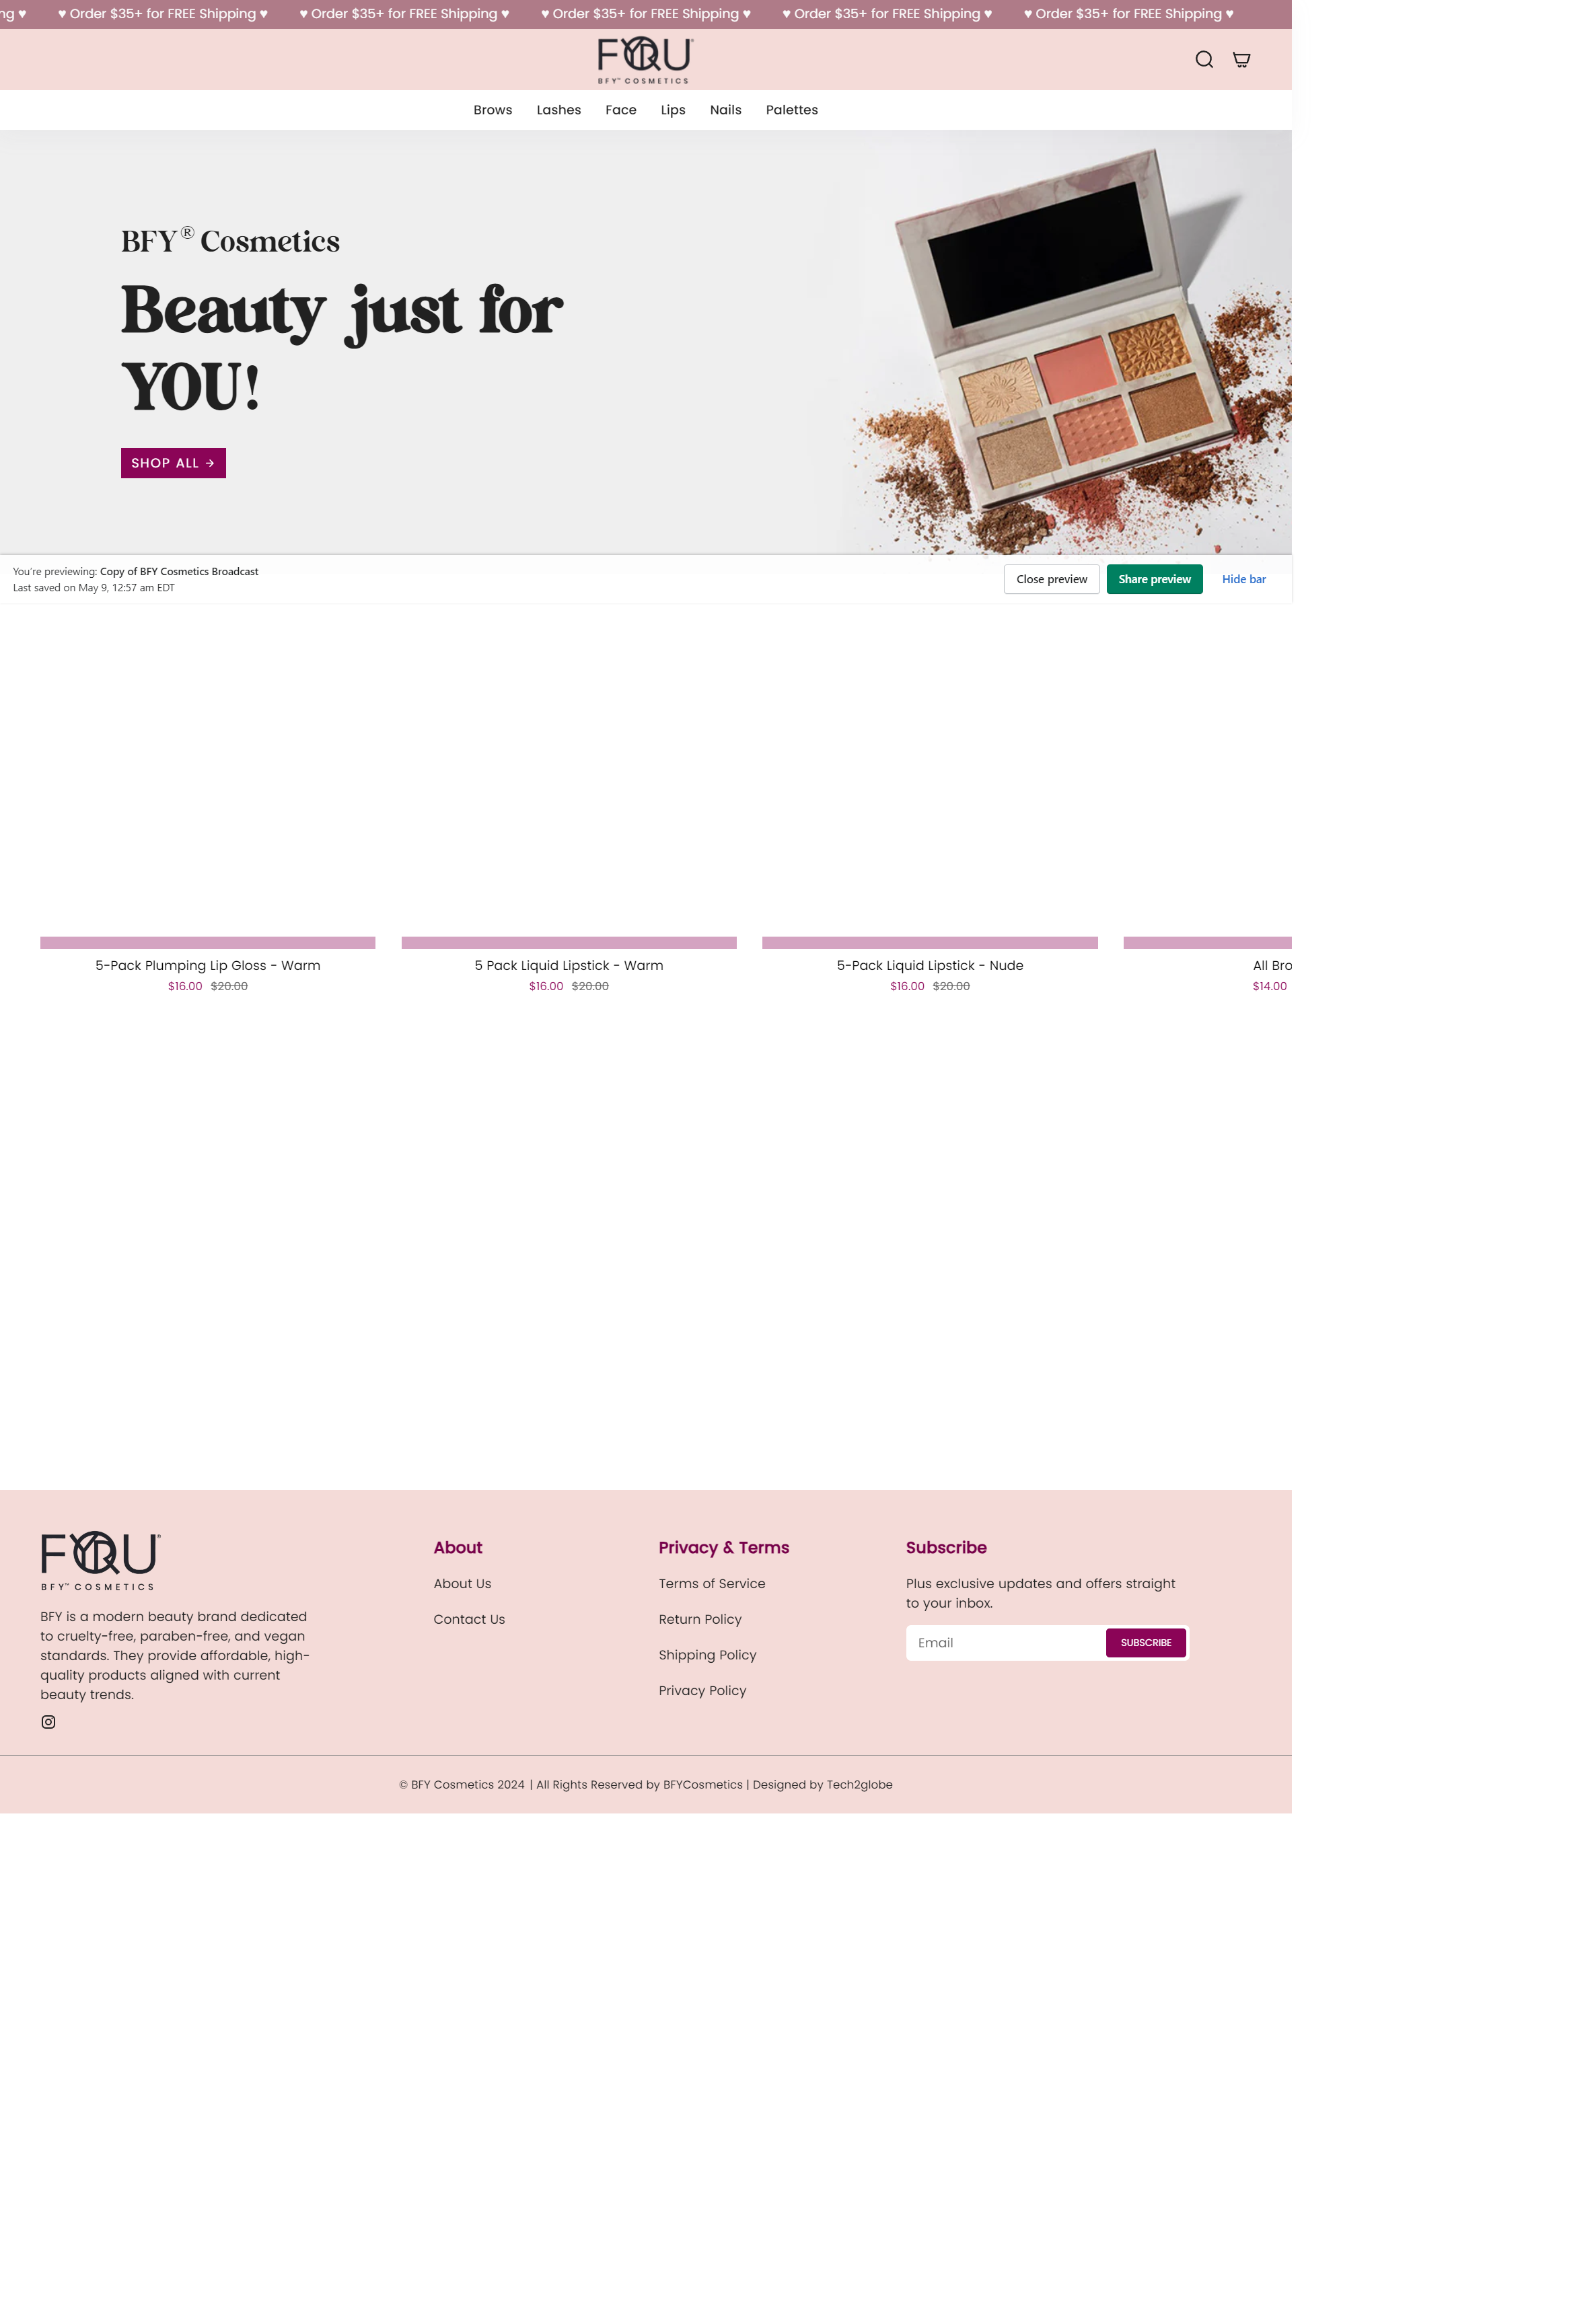 ng ♥ ♥ Order $35+ for FREE Shipping ♥ ♥ Order $35+ for FREE Shipping ♥ ♥ Order $35+ for FREE Shipping ♥ ♥ Order $35+ for FREE Shipping ♥ ♥ Order $35+ for FREE Shipping ♥
FYOU®
BFY™ COSMETICS
Brows Lashes Face Lips Nails Palettes
BFY® Cosmetics
Beauty just for
YOU!
SHOP ALL →
You're previewing: Copy of BFY Cosmetics Broadcast
Last saved on May 9, 12:57 am EDT
Close preview Share preview Hide bar
5-Pack Plumping Lip Gloss - Warm
$16.00 $20.00
5 Pack Liquid Lipstick - Warm
$16.00 $20.00
5-Pack Liquid Lipstick - Nude
$16.00 $20.00
All Bro
$14.00
BFY™ COSMETICS
BFY is a modern beauty brand dedicated
to cruelty-free, paraben-free, and vegan
standards. They provide affordable, high-
quality products aligned with current
beauty trends.
About
About Us
Contact Us
Privacy & Terms
Terms of Service
Return Policy
Shipping Policy
Privacy Policy
Subscribe
Plus exclusive updates and offers straight
to your inbox.
Email
SUBSCRIBE
© BFY Cosmetics 2024 | All Rights Reserved by BFYCosmetics | Designed by Tech2globe